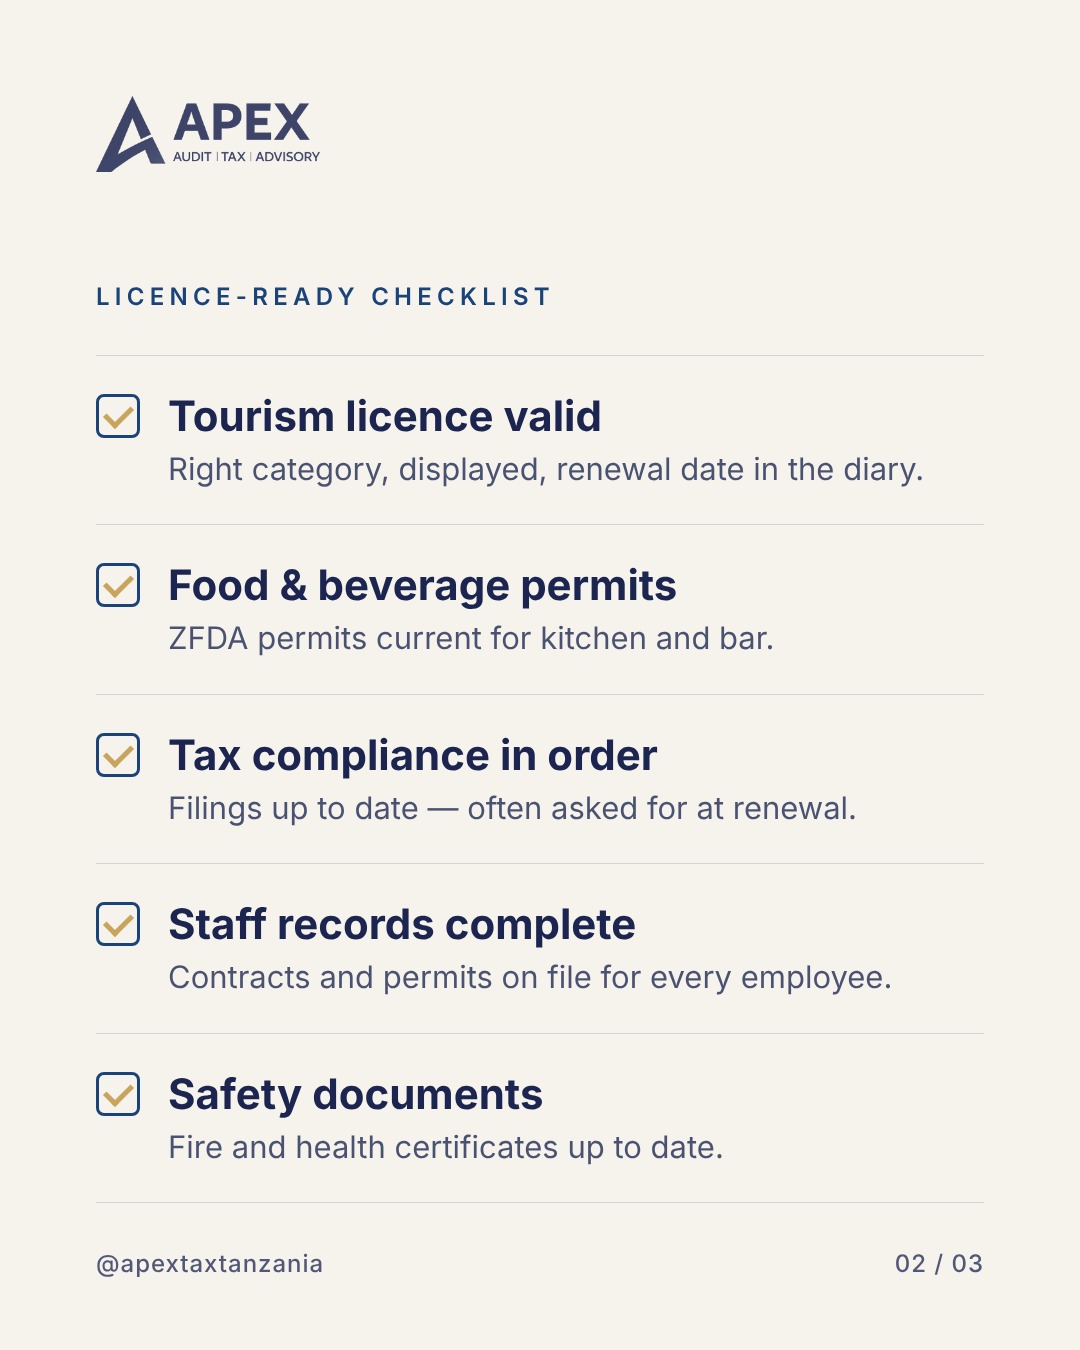 APEX
AUDIT | TAX | ADVISORY
LICENCE-READY CHECKLIST
Tourism licence valid
Right category, displayed, renewal date in the diary.
Food & beverage permits
ZFDA permits current for kitchen and bar.
Tax compliance in order
Filings up to date — often asked for at renewal.
Staff records complete
Contracts and permits on file for every employee.
Safety documents
Fire and health certificates up to date.
@apextaxtanzania
02 / 03